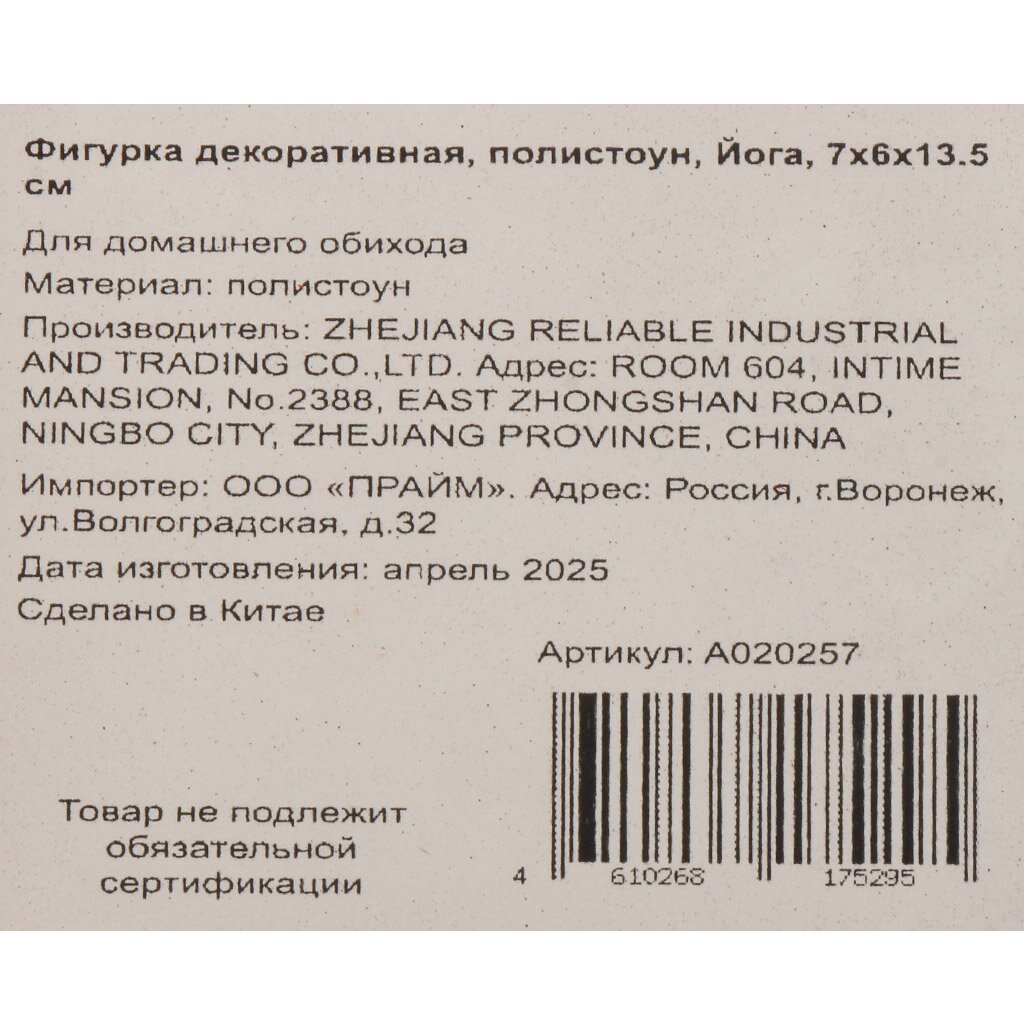 Фигурка декоративная, полистоун, Йога, 7х6х13.5
см
Для домашнего обихода
Материал: полистоун
Производитель: ZHEJIANG RELIABLE INDUSTRIAL
AND TRADING CO.,LTD. Адрес: ROOM 604, INTIME
MANSION, No.2388, EAST ZHONGSHAN ROAD,
NINGBO CITY, ZHEJIANG PROVINCE, CHINA
Импортер: ООО «ПРАЙМ». Адрес: Россия, г.Воронеж,
ул.Волгоградская, д.32
Дата изготовления: апрель 2025
Сделано в Китае
Артикул: A020257
Товар не подлежит
обязательной
сертификации
4 610268 175295